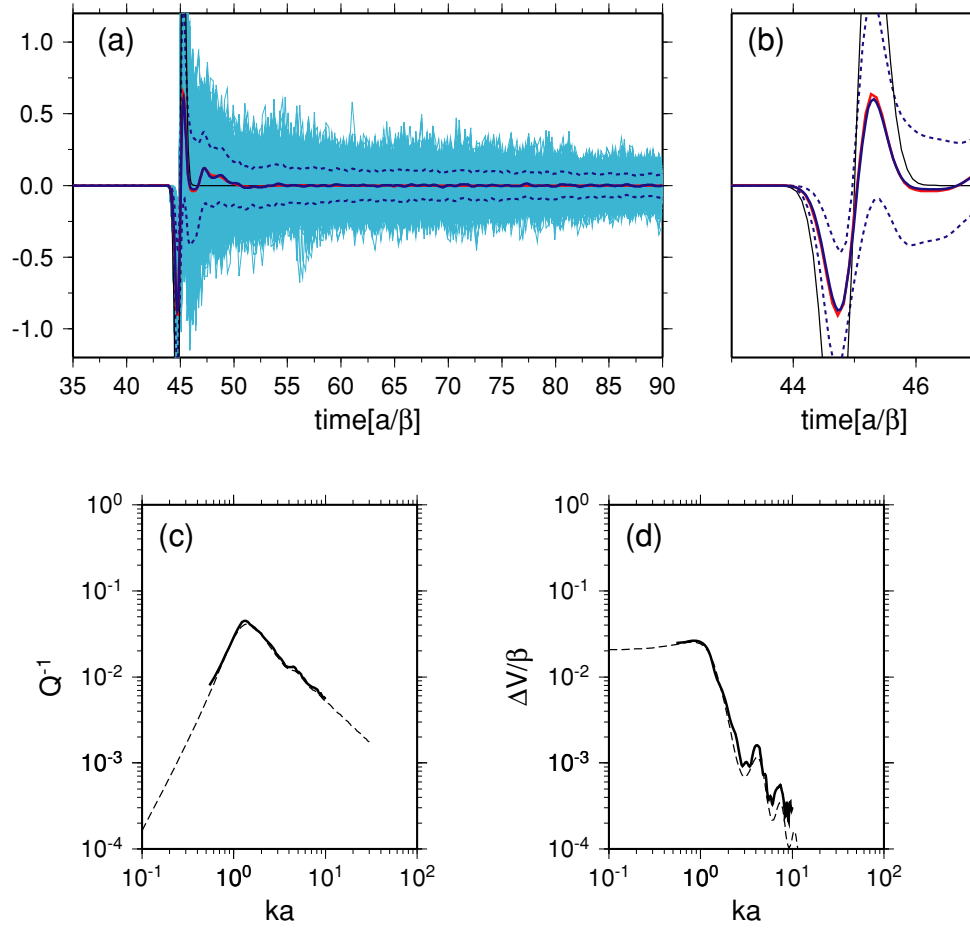 (a)
1.0
0.5
0.0
-0.5
-1.0
35 40 45 50 55 60 65 70 75 80 85 90
time[a/β]
(b)
44 46
time[a/β]
(c)
10⁰
10⁻¹
10⁻²
10⁻³
10⁻⁴
Q⁻¹
10⁻¹ 10⁰ 10¹ 10²
ka
(d)
10⁰
10⁻¹
10⁻²
10⁻³
10⁻⁴
ΔV/β
10⁻¹ 10⁰ 10¹ 10²
ka